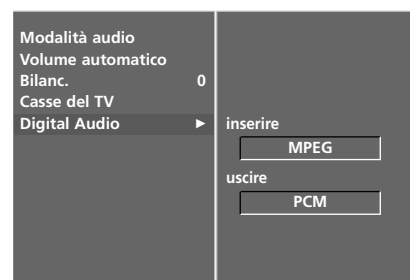 Modalità audio
Volume automatico
Bilanc. 0
Casse del TV
Digital Audio ►
inserire
MPEG
uscire
PCM